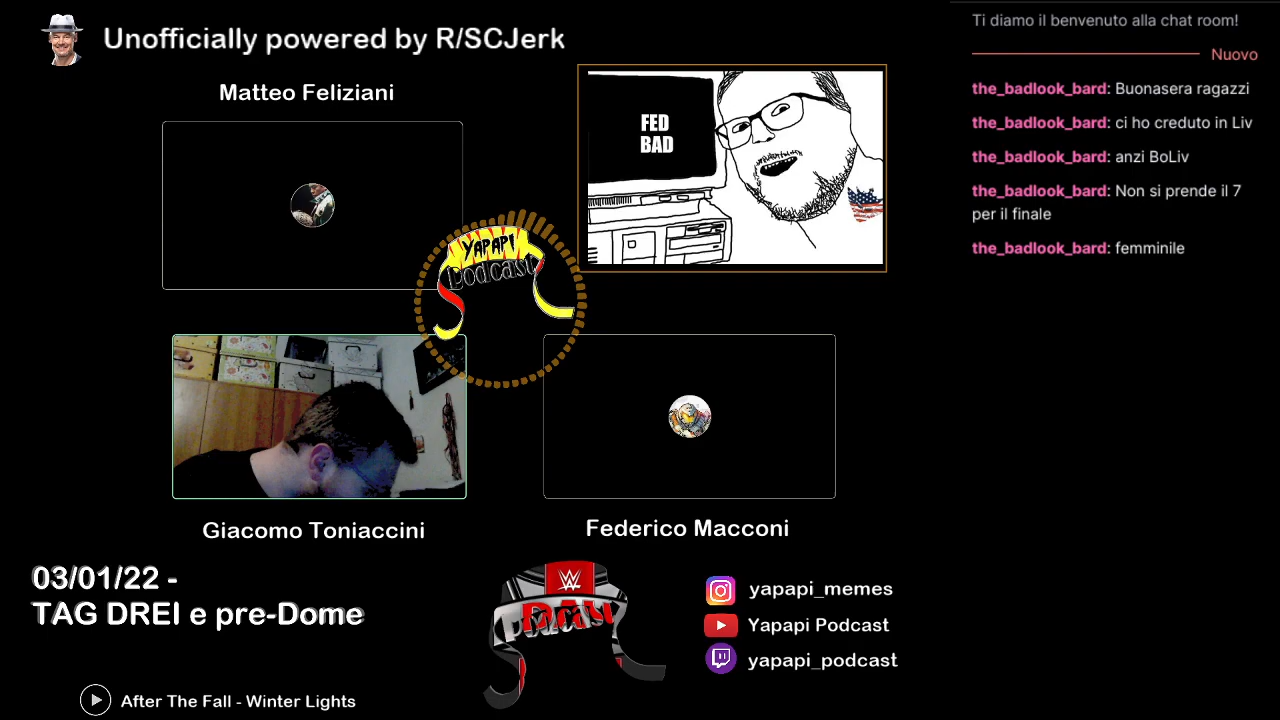 Unofficially powered by R/SCJerk
Matteo Feliziani
FED
BAD
YAPAPI
Podcast
Giacomo Toniaccini
Federico Macconi
03/01/22 -
TAG DREI e pre-Dome
W
RAW
Podcast
yapapi_memes
Yapapi Podcast
yapapi_podcast
After The Fall - Winter Lights
Ti diamo il benvenuto alla chat room!
Nuovo
the_badlook_bard: Buonasera ragazzi
the_badlook_bard: ci ho creduto in Liv
the_badlook_bard: anzi BoLiv
the_badlook_bard: Non si prende il 7
per il finale
the_badlook_bard: femminile